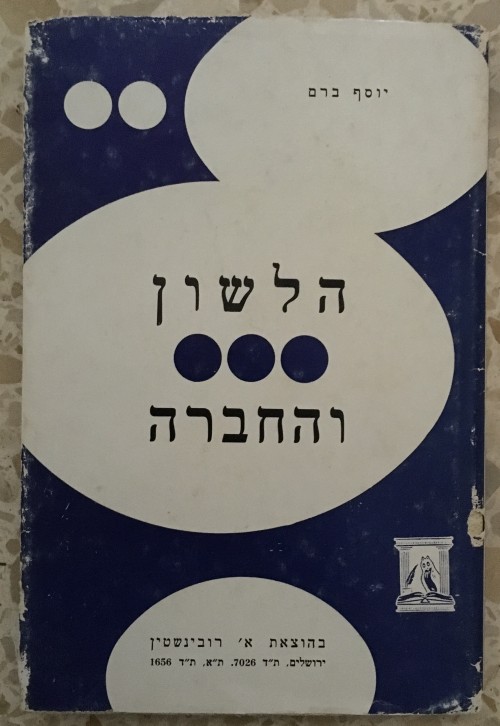 יוסף ברם
הלשון
והחברה
בהוצאת א׳ רובינשטין
ירושלים, ת״ד 7026. ת״א, ת״ד 1656